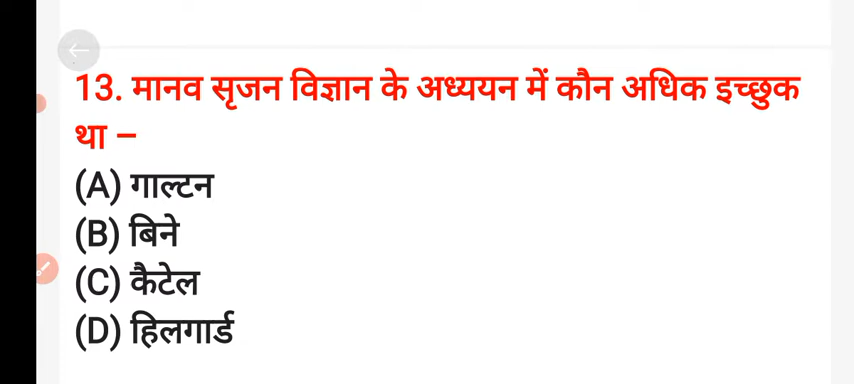 13. मानव सृजन विज्ञान के अध्ययन में कौन अधिक इच्छुक
था –
(A) गाल्टन
(B) बिने
(C) कैटेल
(D) हिलगार्ड